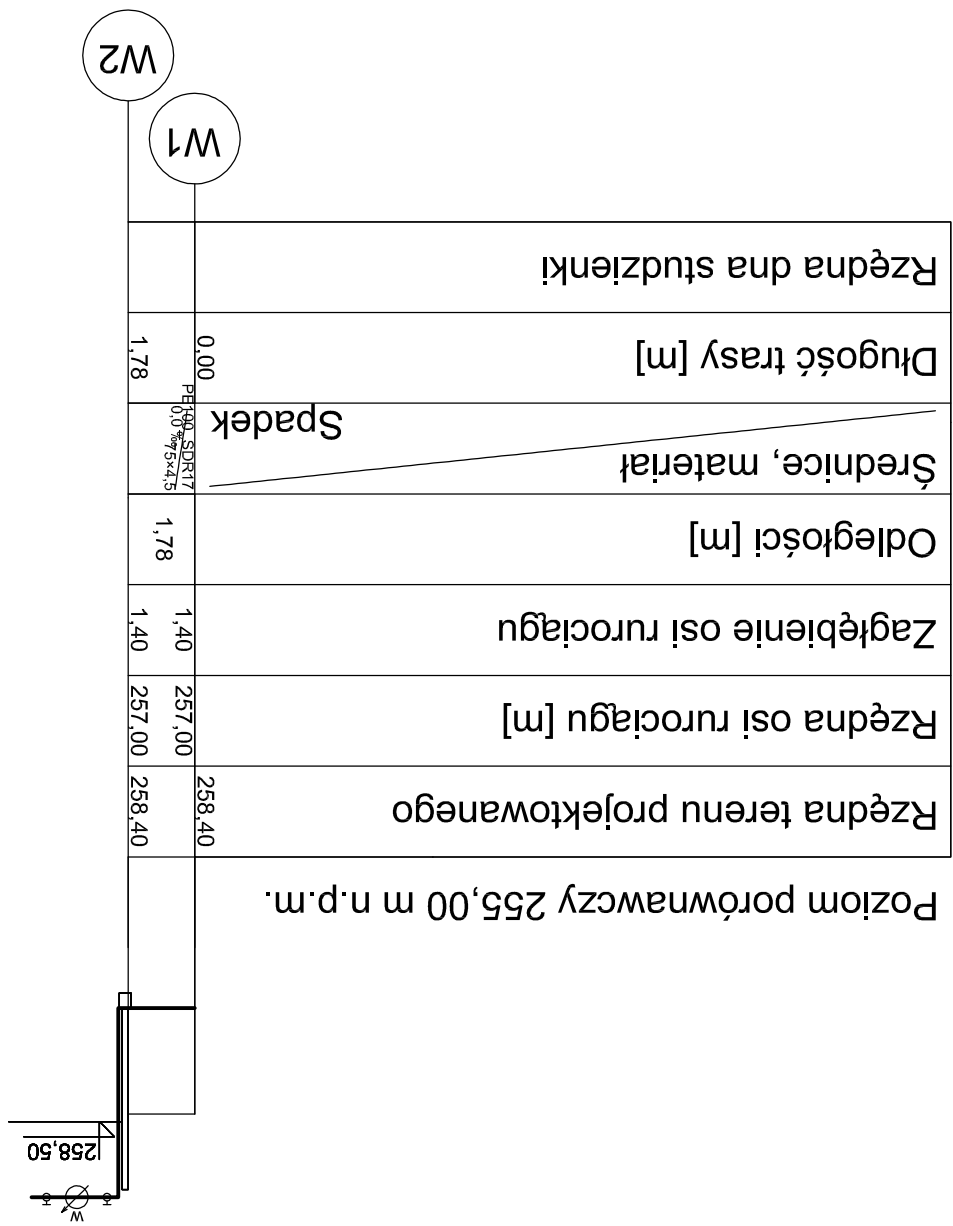 W
258,50
Poziom porównawczy 255,00 m n.p.m.
Rzędna terenu projektowanego
258,40
258,40
Rzędna osi rurociągu [m]
257,00
257,00
Zagłębienie osi rurociągu
1,40
1,40
Odległości [m]
1,78
Średnice, materiał
Spadek
PE100 SDR17
75×4,5
0,0 ‰
Długość trasy [m]
0,00
1,78
Rzędna dna studzienki
W1
W2